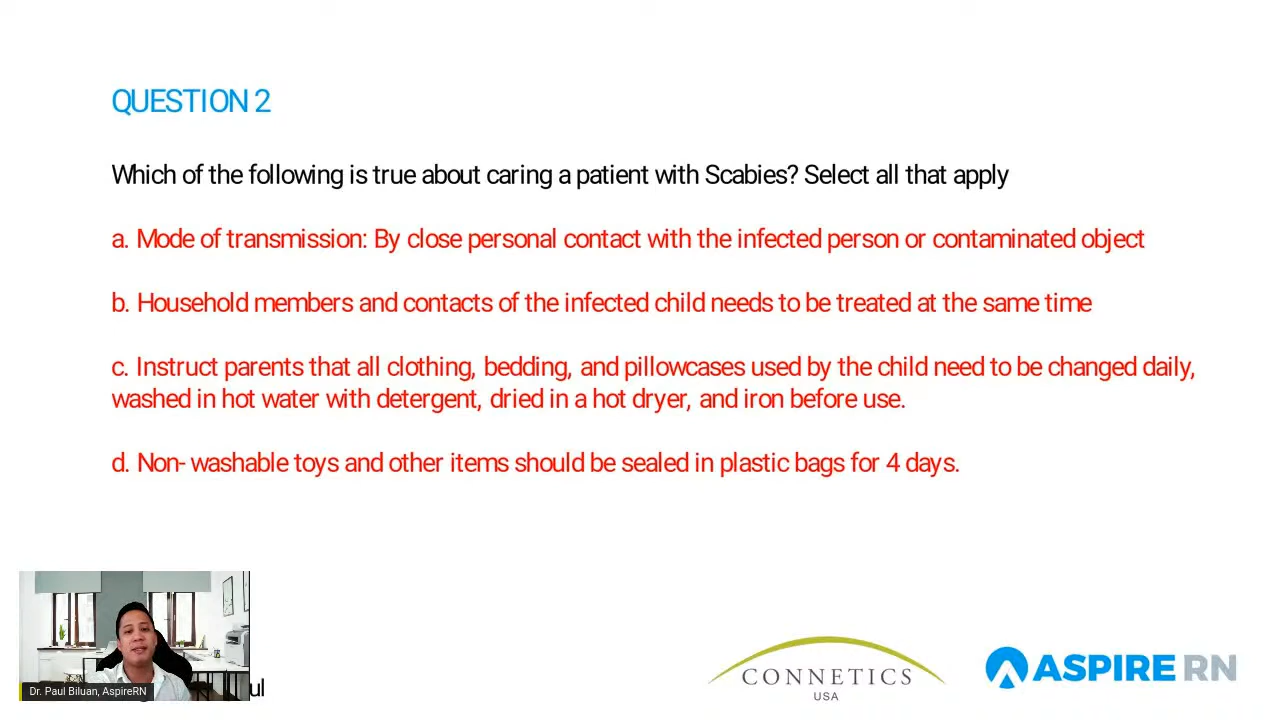 QUESTION 2
Which of the following is true about caring a patient with Scabies? Select all that apply
a. Mode of transmission: By close personal contact with the infected person or contaminated object
b. Household members and contacts of the infected child needs to be treated at the same time
c. Instruct parents that all clothing, bedding, and pillowcases used by the child need to be changed daily,
washed in hot water with detergent, dried in a hot dryer, and iron before use.
d. Non- washable toys and other items should be sealed in plastic bags for 4 days.
Dr. Paul Biluan, AspireRN
ul
CONNETICS
USA
ASPIRE RN